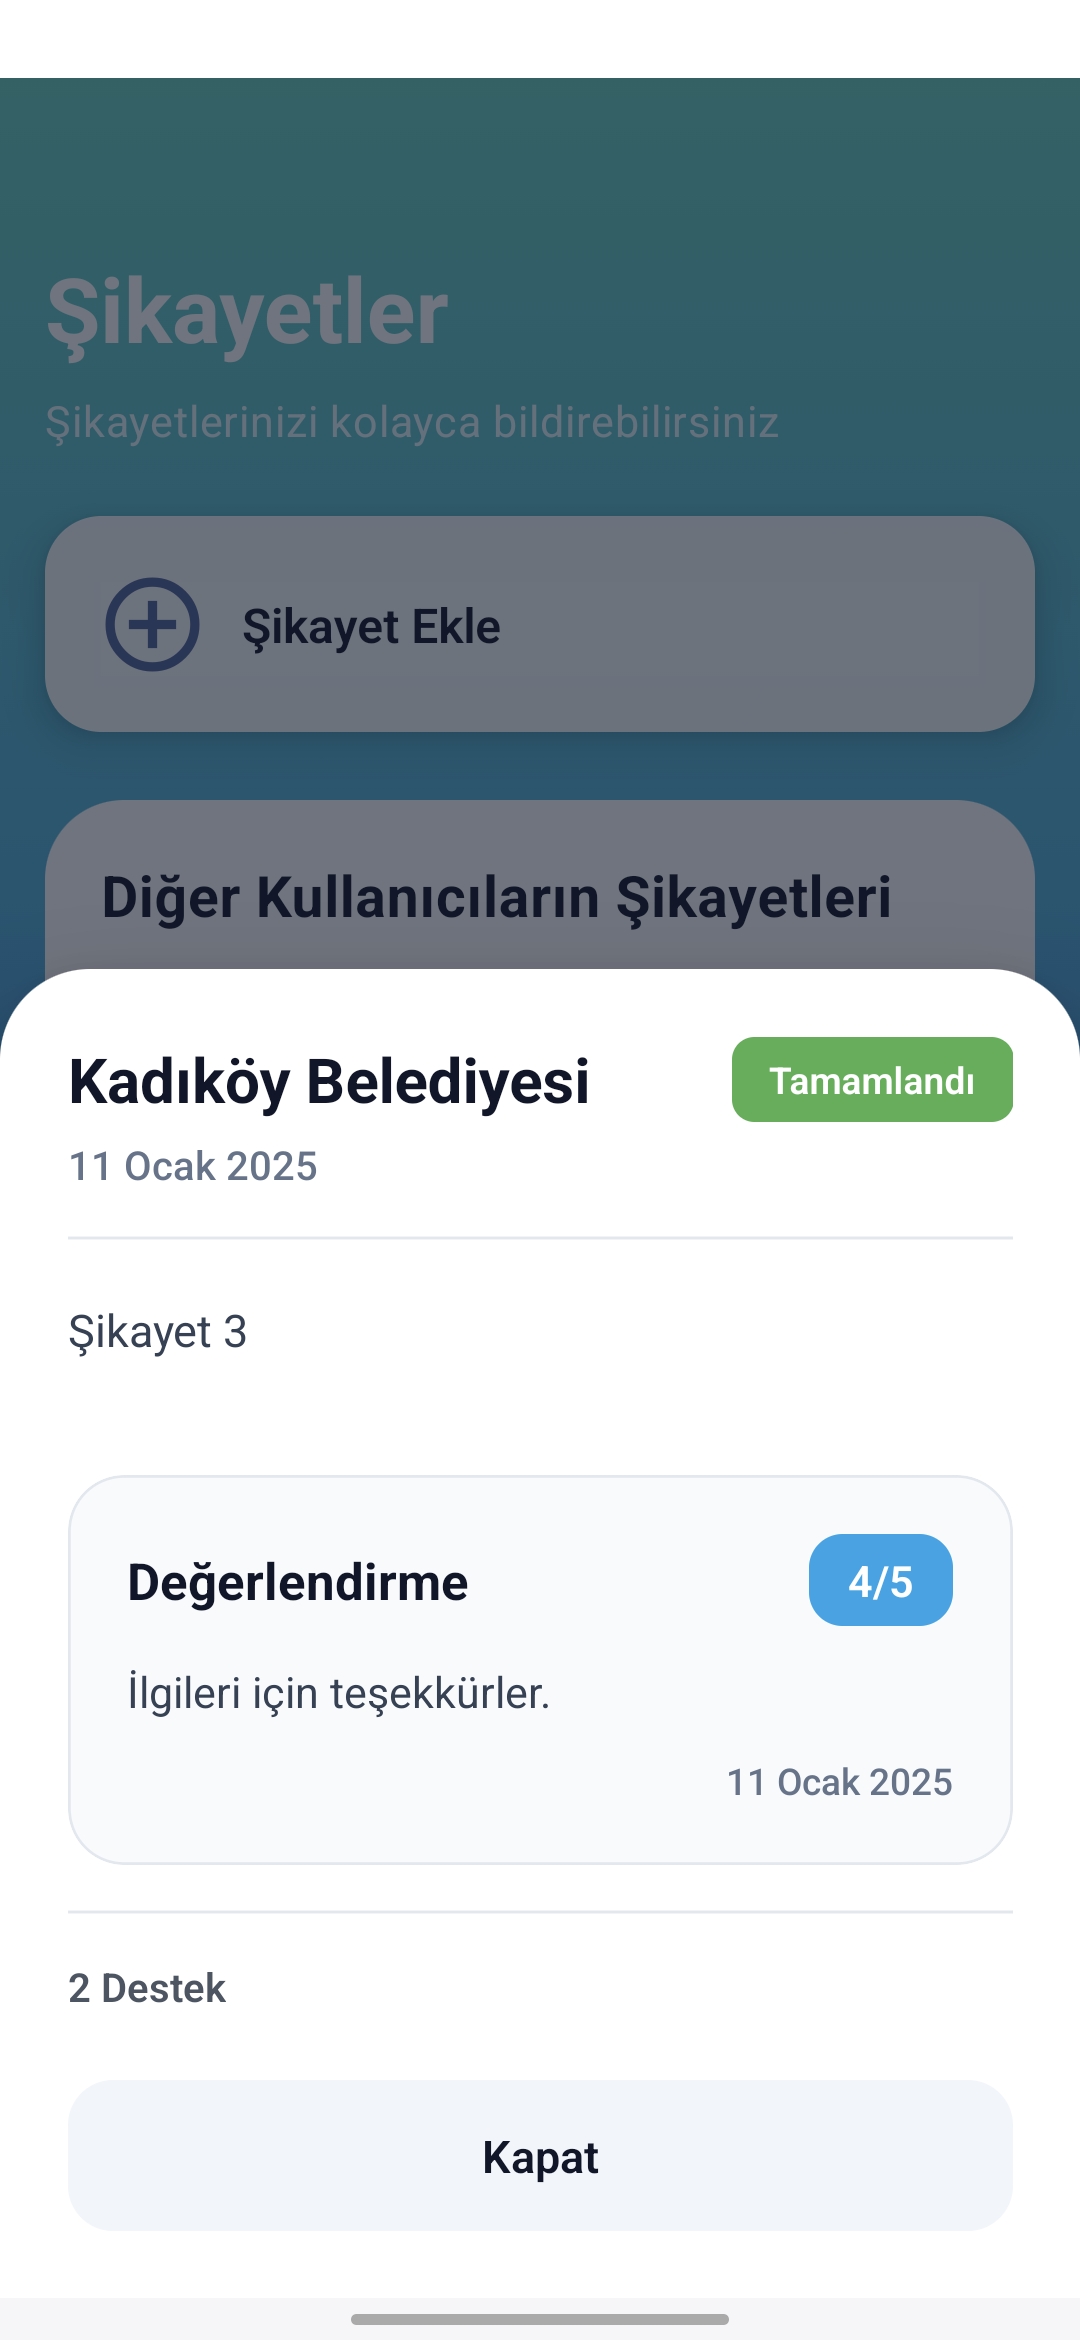 Şikayetler
Şikayetlerinizi kolayca bildirebilirsiniz
Şikayet Ekle
Diğer Kullanıcıların Şikayetleri
Kadıköy Belediyesi
Tamamlandı
11 Ocak 2025
Şikayet 3
Değerlendirme
4/5
İlgileri için teşekkürler.
11 Ocak 2025
2 Destek
Kapat